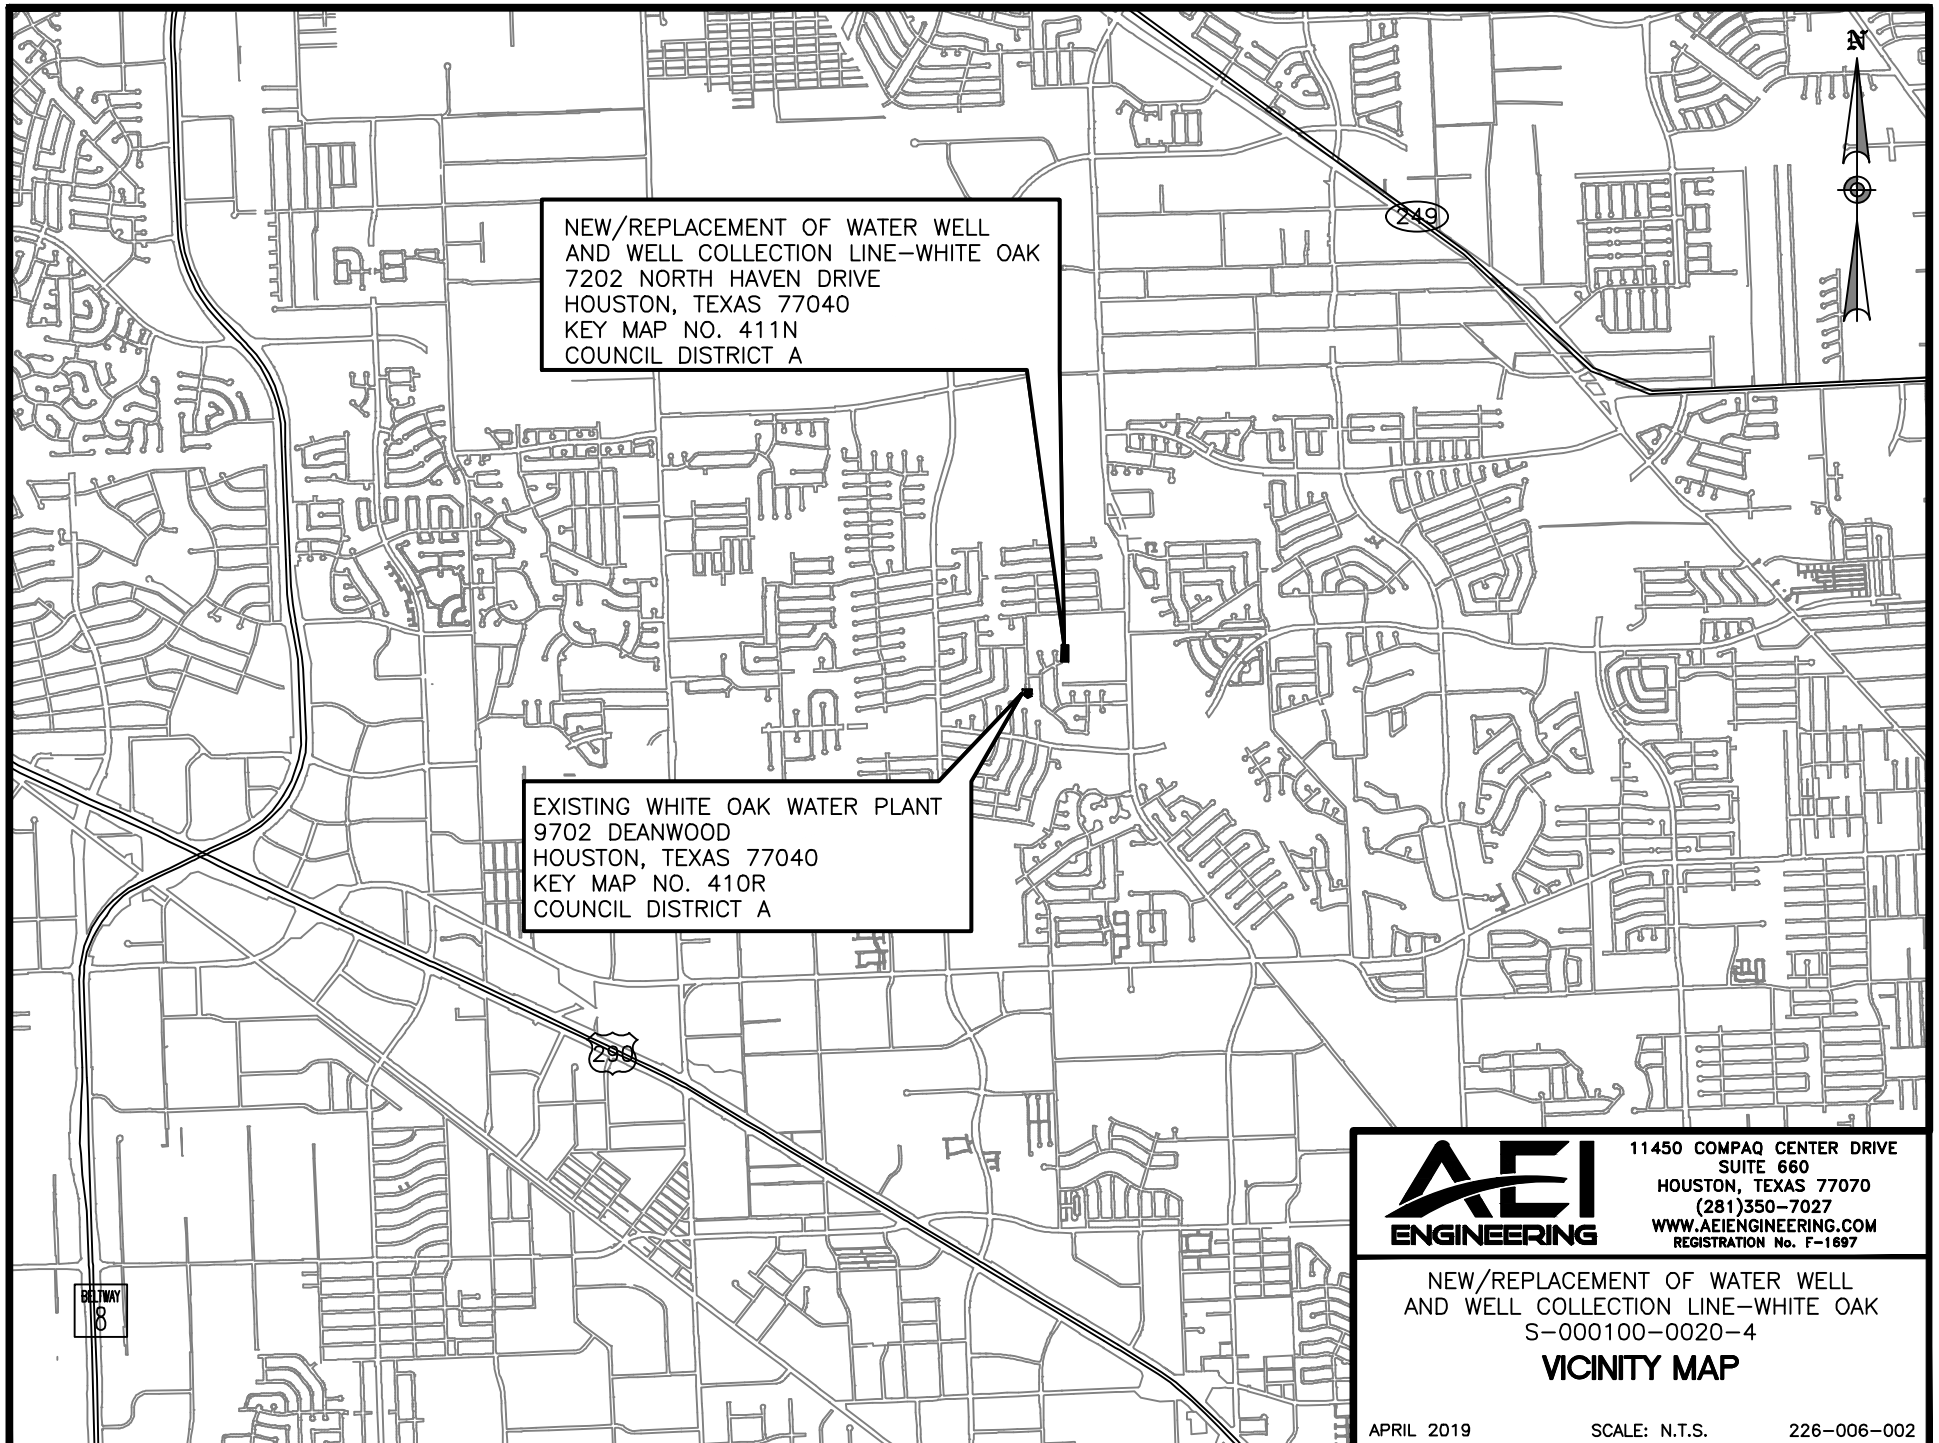 N
249
NEW/REPLACEMENT OF WATER WELL
AND WELL COLLECTION LINE-WHITE OAK
7202 NORTH HAVEN DRIVE
HOUSTON, TEXAS 77040
KEY MAP NO. 411N
COUNCIL DISTRICT A
EXISTING WHITE OAK WATER PLANT
9702 DEANWOOD
HOUSTON, TEXAS 77040
KEY MAP NO. 410R
COUNCIL DISTRICT A
290
BELTWAY
8
AEI
ENGINEERING
11450 COMPAQ CENTER DRIVE
SUITE 660
HOUSTON, TEXAS 77070
(281)350-7027
WWW.AEIENGINEERING.COM
REGISTRATION No. F-1697
NEW/REPLACEMENT OF WATER WELL
AND WELL COLLECTION LINE-WHITE OAK
S-000100-0020-4
VICINITY MAP
APRIL 2019 SCALE: N.T.S. 226-006-002